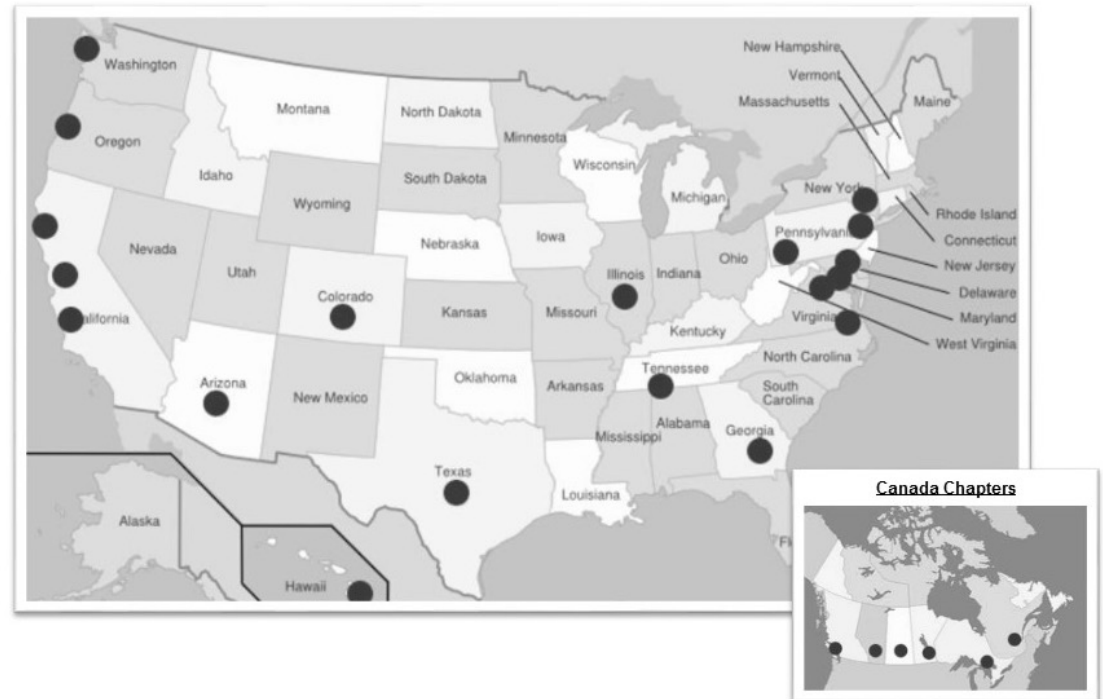 New Hampshire
Vermont
Massachusetts
Maine
Washington
Montana
North Dakota
Minnesota
Oregon
Idaho
Wisconsin
South Dakota
Michigan
New York
Wyoming
Rhode Island
Pennsylvani
Connecticut
Iowa
Nebraska
Nevada
Ohio
New Jersey
Utah
Illinois
Indiana
Colorado
Delaware
Kansas
Missouri
Virginia
alifornia
Maryland
Kentucky
West Virginia
North Carolina
Tennessee
Oklahoma
Arizona
Arkansas
New Mexico
South
Carolina
Alabama
Georgia
Mississippi
Texas
Louisiana
Canada Chapters
Alaska
Fl
Hawaii